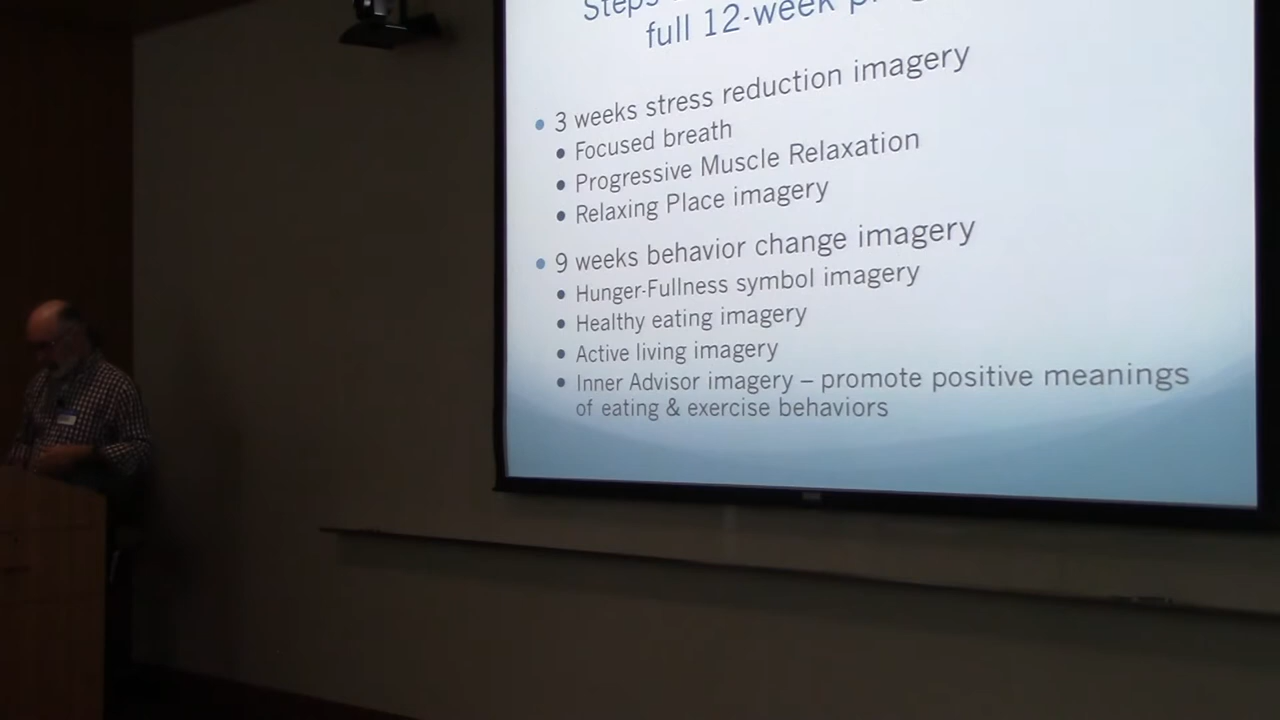 Steps
full 12-week
• 3 weeks stress reduction imagery
• Focused breath
• Progressive Muscle Relaxation
• Relaxing Place imagery
• 9 weeks behavior change imagery
• Hunger-Fullness symbol imagery
• Healthy eating imagery
• Active living imagery
• Inner Advisor imagery – promote positive meanings
of eating & exercise behaviors